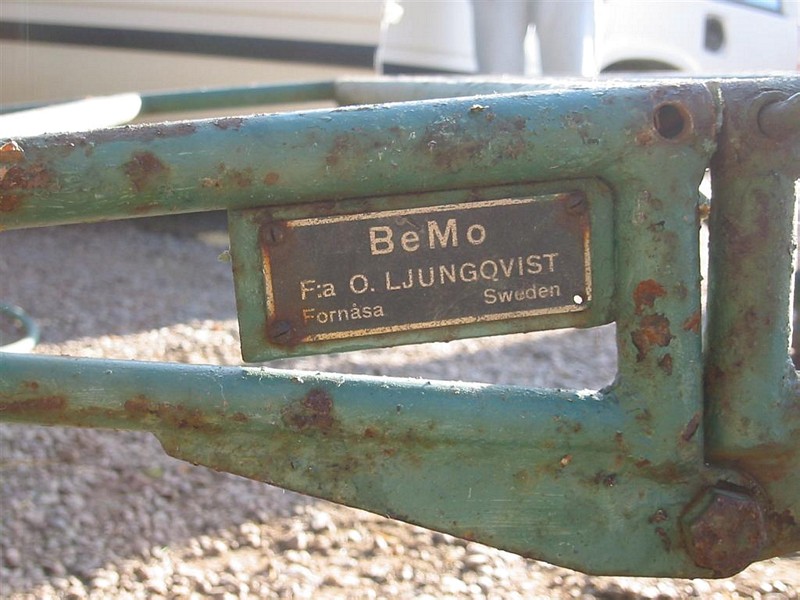 BeMo
F:a O. LJUNGQVIST
Fornåsa Sweden